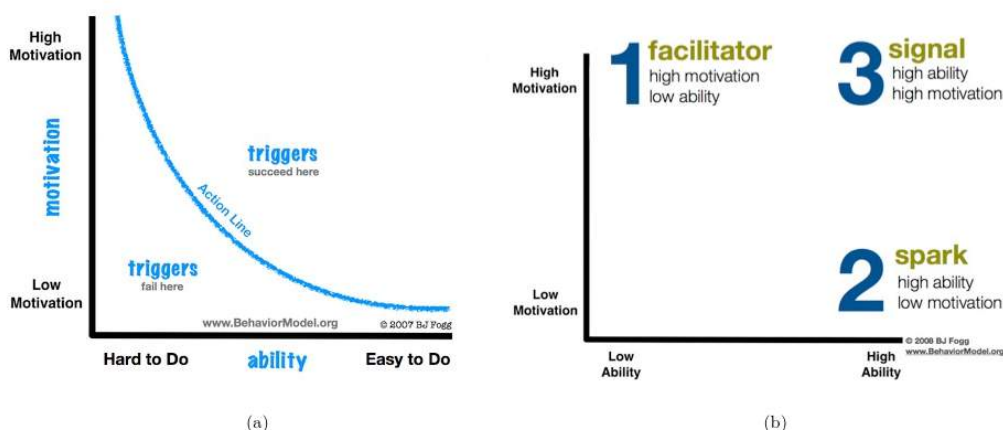 High
Motivation
motivation
triggers
succeed here
Action Line
triggers
fail here
Low
Motivation
www.BehaviorModel.org
© 2007 BJ Fogg
Hard to Do
ability
Easy to Do
(a)
1 facilitator
high motivation
low ability
3 signal
high ability
high motivation
High
Motivation
2 spark
high ability
low motivation
Low
Motivation
© 2008 BJ Fogg
www.BehaviorModel.org
Low
Ability
High
Ability
(b)